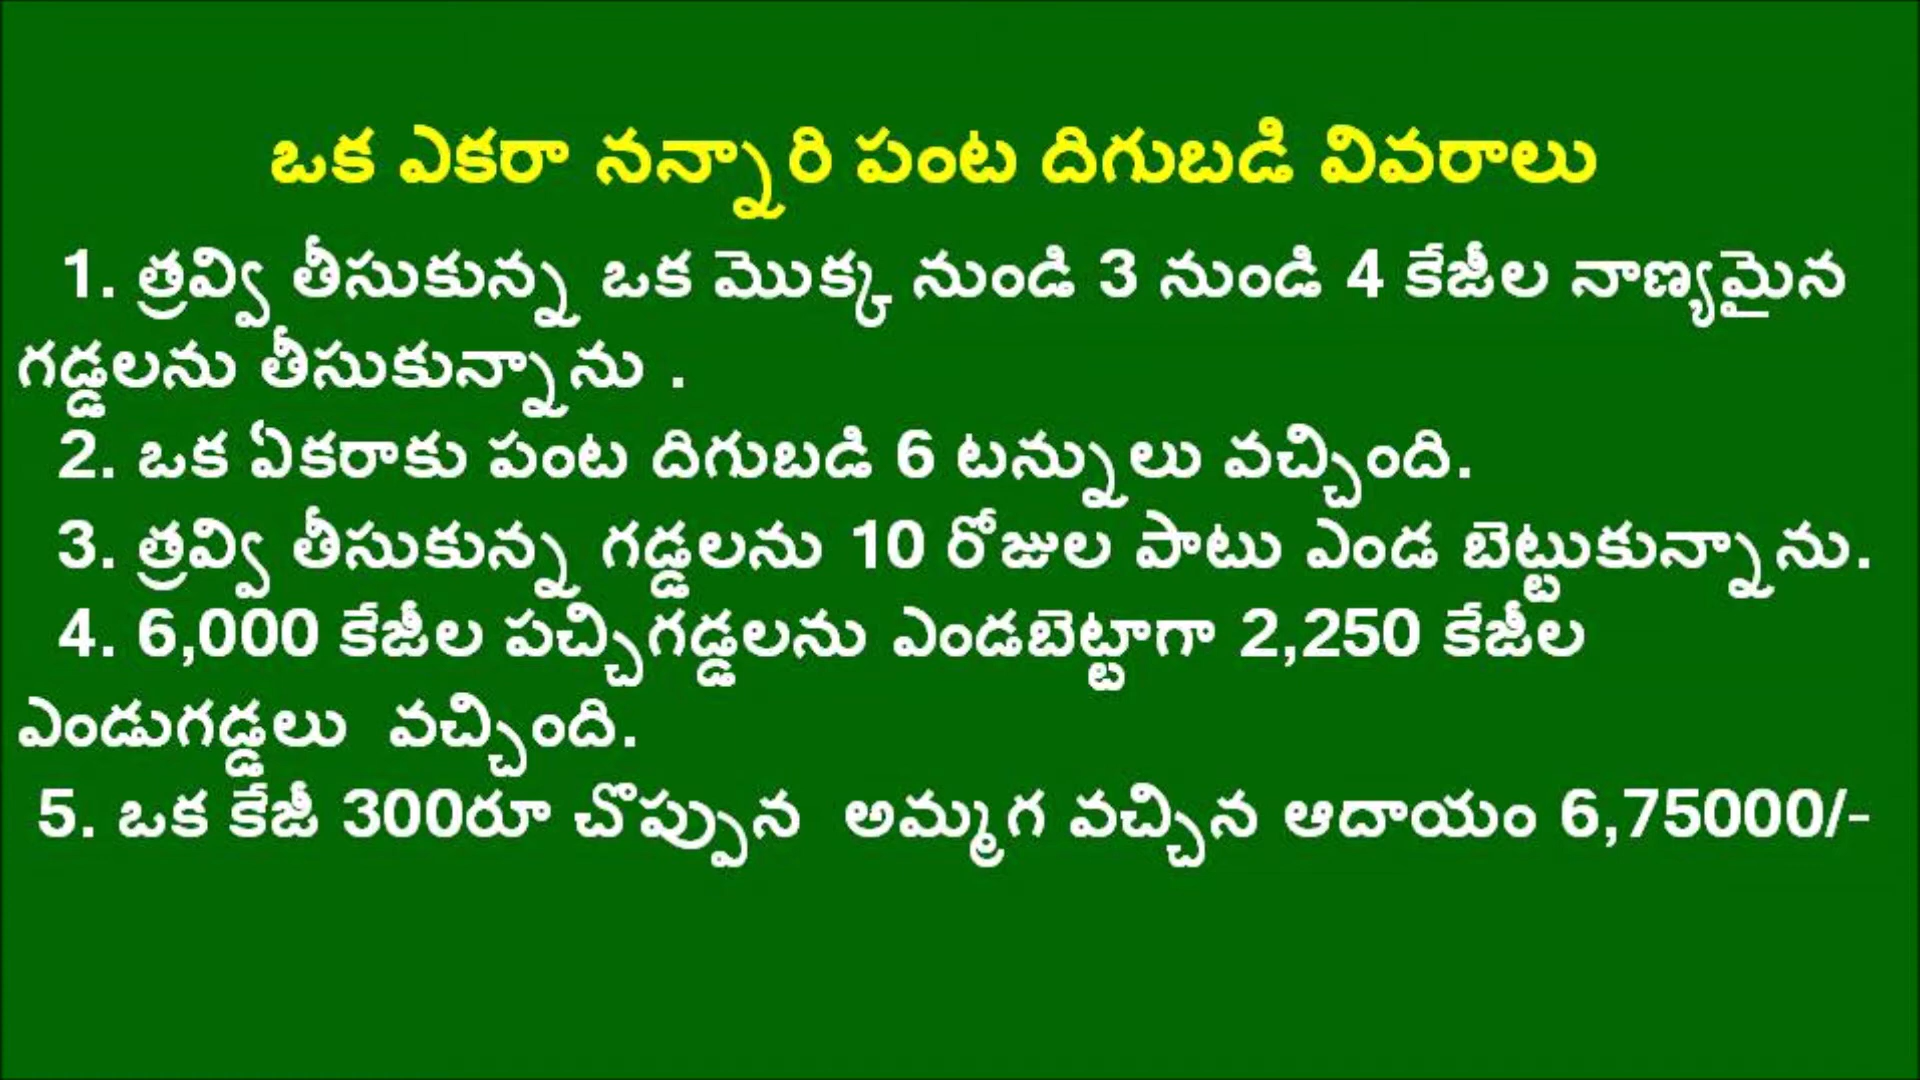 ఒక ఎకరా నన్నారి పంట దిగుబడి వివరాలు
1. త్రవ్వి తీసుకున్న ఒక మొక్క నుండి 3 నుండి 4 కేజీల నాణ్యమైన
గడ్డలను తీసుకున్నాను .
2. ఒక ఏకరాకు పంట దిగుబడి 6 టన్నులు వచ్చింది.
3. త్రవ్వి తీసుకున్న గడ్డలను 10 రోజుల పాటు ఎండ బెట్టుకున్నాను.
4. 6,000 కేజీల పచ్చిగడ్డలను ఎండబెట్టాగా 2,250 కేజీల
ఎండుగడ్డలు వచ్చింది.
5. ఒక కేజీ 300రూ చొప్పున అమ్మగ వచ్చిన ఆదాయం 6,75000/-